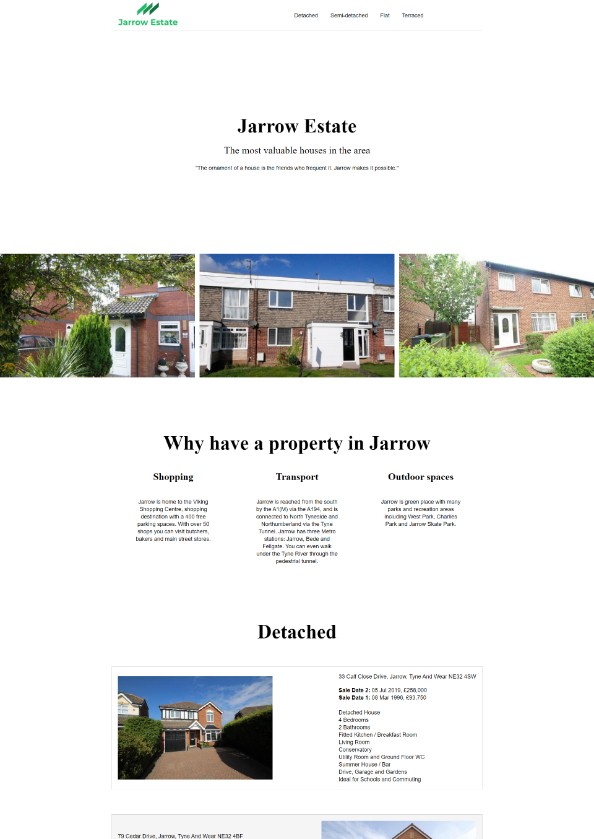 Jarrow Estate
Detached Semi-detached Flat Terraced
Jarrow Estate
The most valuable houses in the area
"The ornament of a house is the friends who frequent it. Jarrow makes it possible."
Why have a property in Jarrow
Shopping
Jarrow is home to the Viking
Shopping Centre, shopping
destination with a 400 free
parking spaces. With over 50
shops you can visit butchers,
bakers and main street stores.
Transport
Jarrow is reached from the south
by the A1(M) via the A194, and is
connected to North Tyneside and
Northumberland via the Tyne
Tunnel. Jarrow has three Metro
stations: Jarrow, Bede and
Fellgate. You can even walk
under the Tyne River through the
pedestrial tunnel.
Outdoor spaces
Jarrow is green place with many
parks and recreation areas
including West Park, Charlies
Park and Jarrow Skate Park.
Detached
33 Calf Close Drive, Jarrow, Tyne And Wear NE32 4SW
Sale Date 2: 05 Jul 2019, £258,000
Sale Date 1: 08 Mar 1996, £93,750
Detached House
4 Bedrooms
2 Bathrooms
Fitted Kitchen / Breakfast Room
Living Room
Conservatory
Utility Room and Ground Floor WC
Summer House / Bar
Drive, Garage and Gardens
Ideal for Schools and Commuting
79 Cedar Drive, Jarrow, Tyne And Wear NE32 4BF